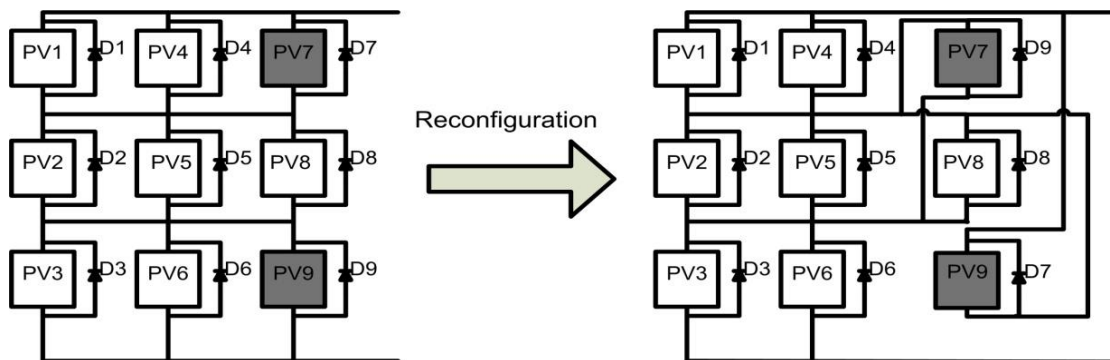 PV1 D1 PV4 D4 PV7 D7
PV2 D2 PV5 D5 PV8 D8
PV3 D3 PV6 D6 PV9 D9
Reconfiguration
PV1 D1 PV4 D4 PV7 D9
PV2 D2 PV5 D5 PV8 D8
PV3 D3 PV6 D6 PV9 D7